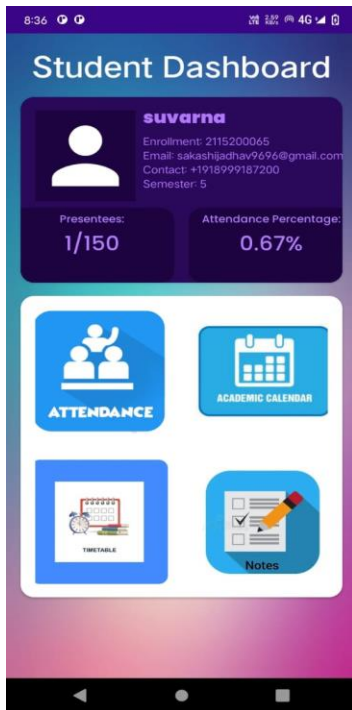 8:36
4G
Student Dashboard
suvarna
Enrollment: 2115200065
Email: sakashijadhav9696@gmail.com
Contact: +1918999187200
Semester: 5
Presentees:
1/150
Attendance Percentage:
0.67%
ATTENDANCE
ACADEMIC CALENDAR
TIMETABLE
Notes